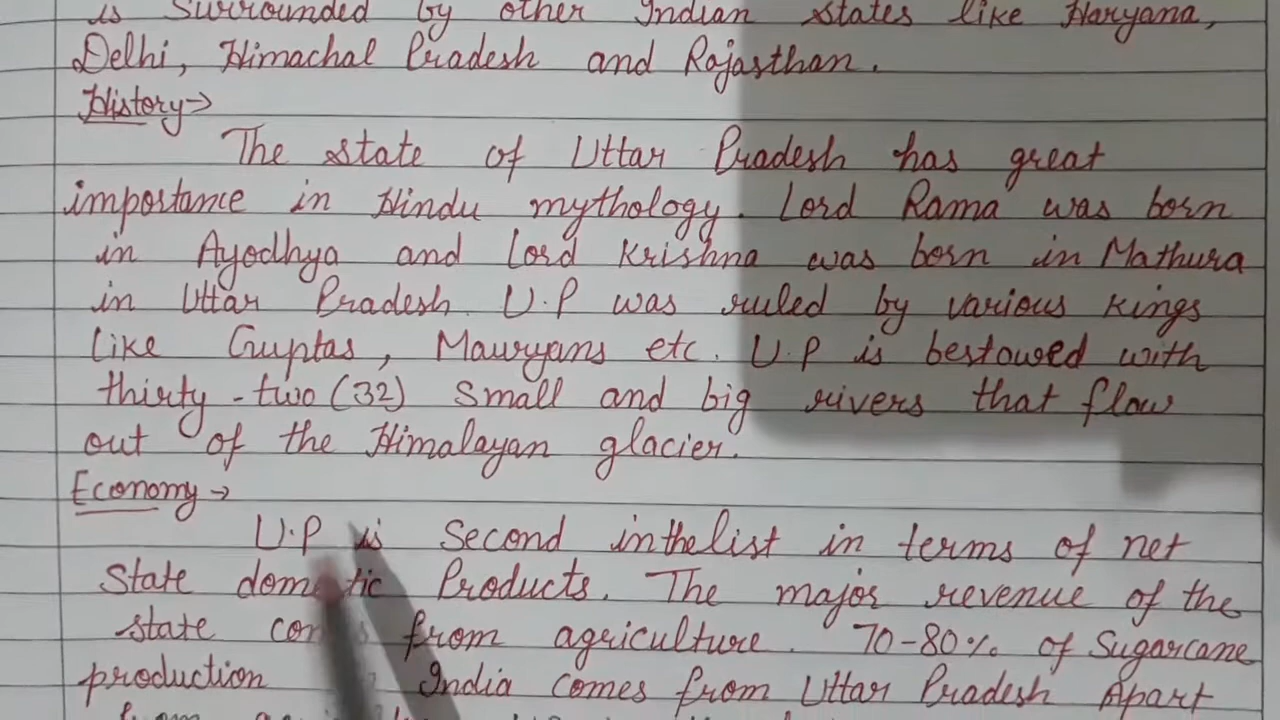 is surrounded by other Indian states like Haryana,
Delhi, Himachal Pradesh and Rajasthan.
History→
The state of Uttar Pradesh has great
importance in Hindu mythology. Lord Rama was born
in Ayodhya and Lord Krishna was born in Mathura
in Uttar Pradesh. U.P was ruled by various kings
like Guptas, Mauryans etc. U.P is bestowed with
thirty-two (32) small and big rivers that flow
out of the Himalayan glacier.
Economy→
U.P is second in the list in terms of net
State domestic Products. The major revenue of the
state comes from agriculture. 70-80% of Sugarcane
production India comes from Uttar Pradesh Apart
from